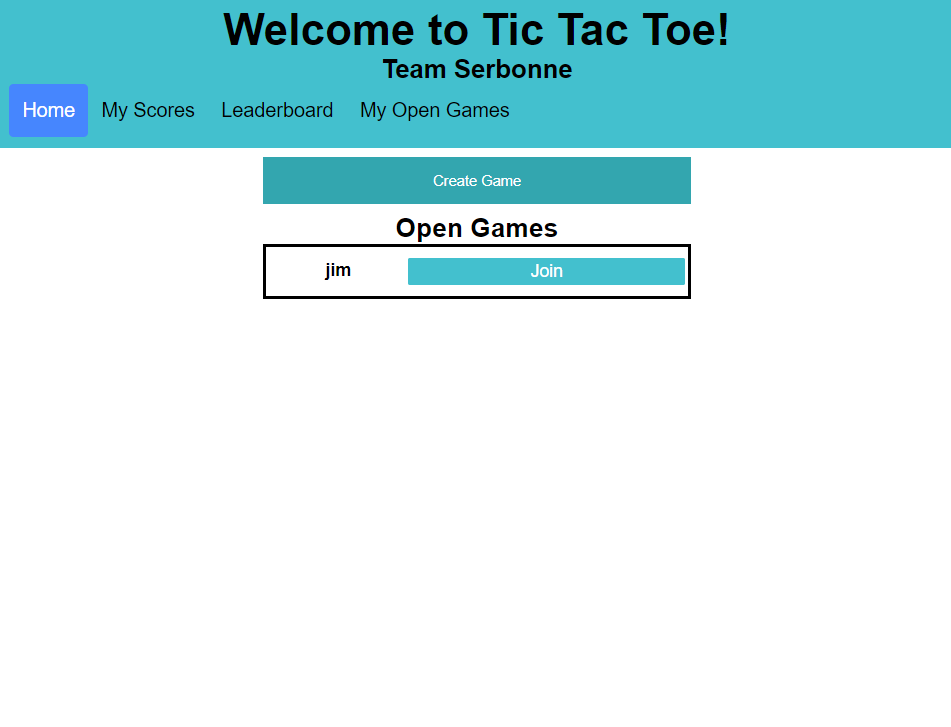 Welcome to Tic Tac Toe!
Team Serbonne
Home My Scores Leaderboard My Open Games
Create Game
Open Games
jim Join